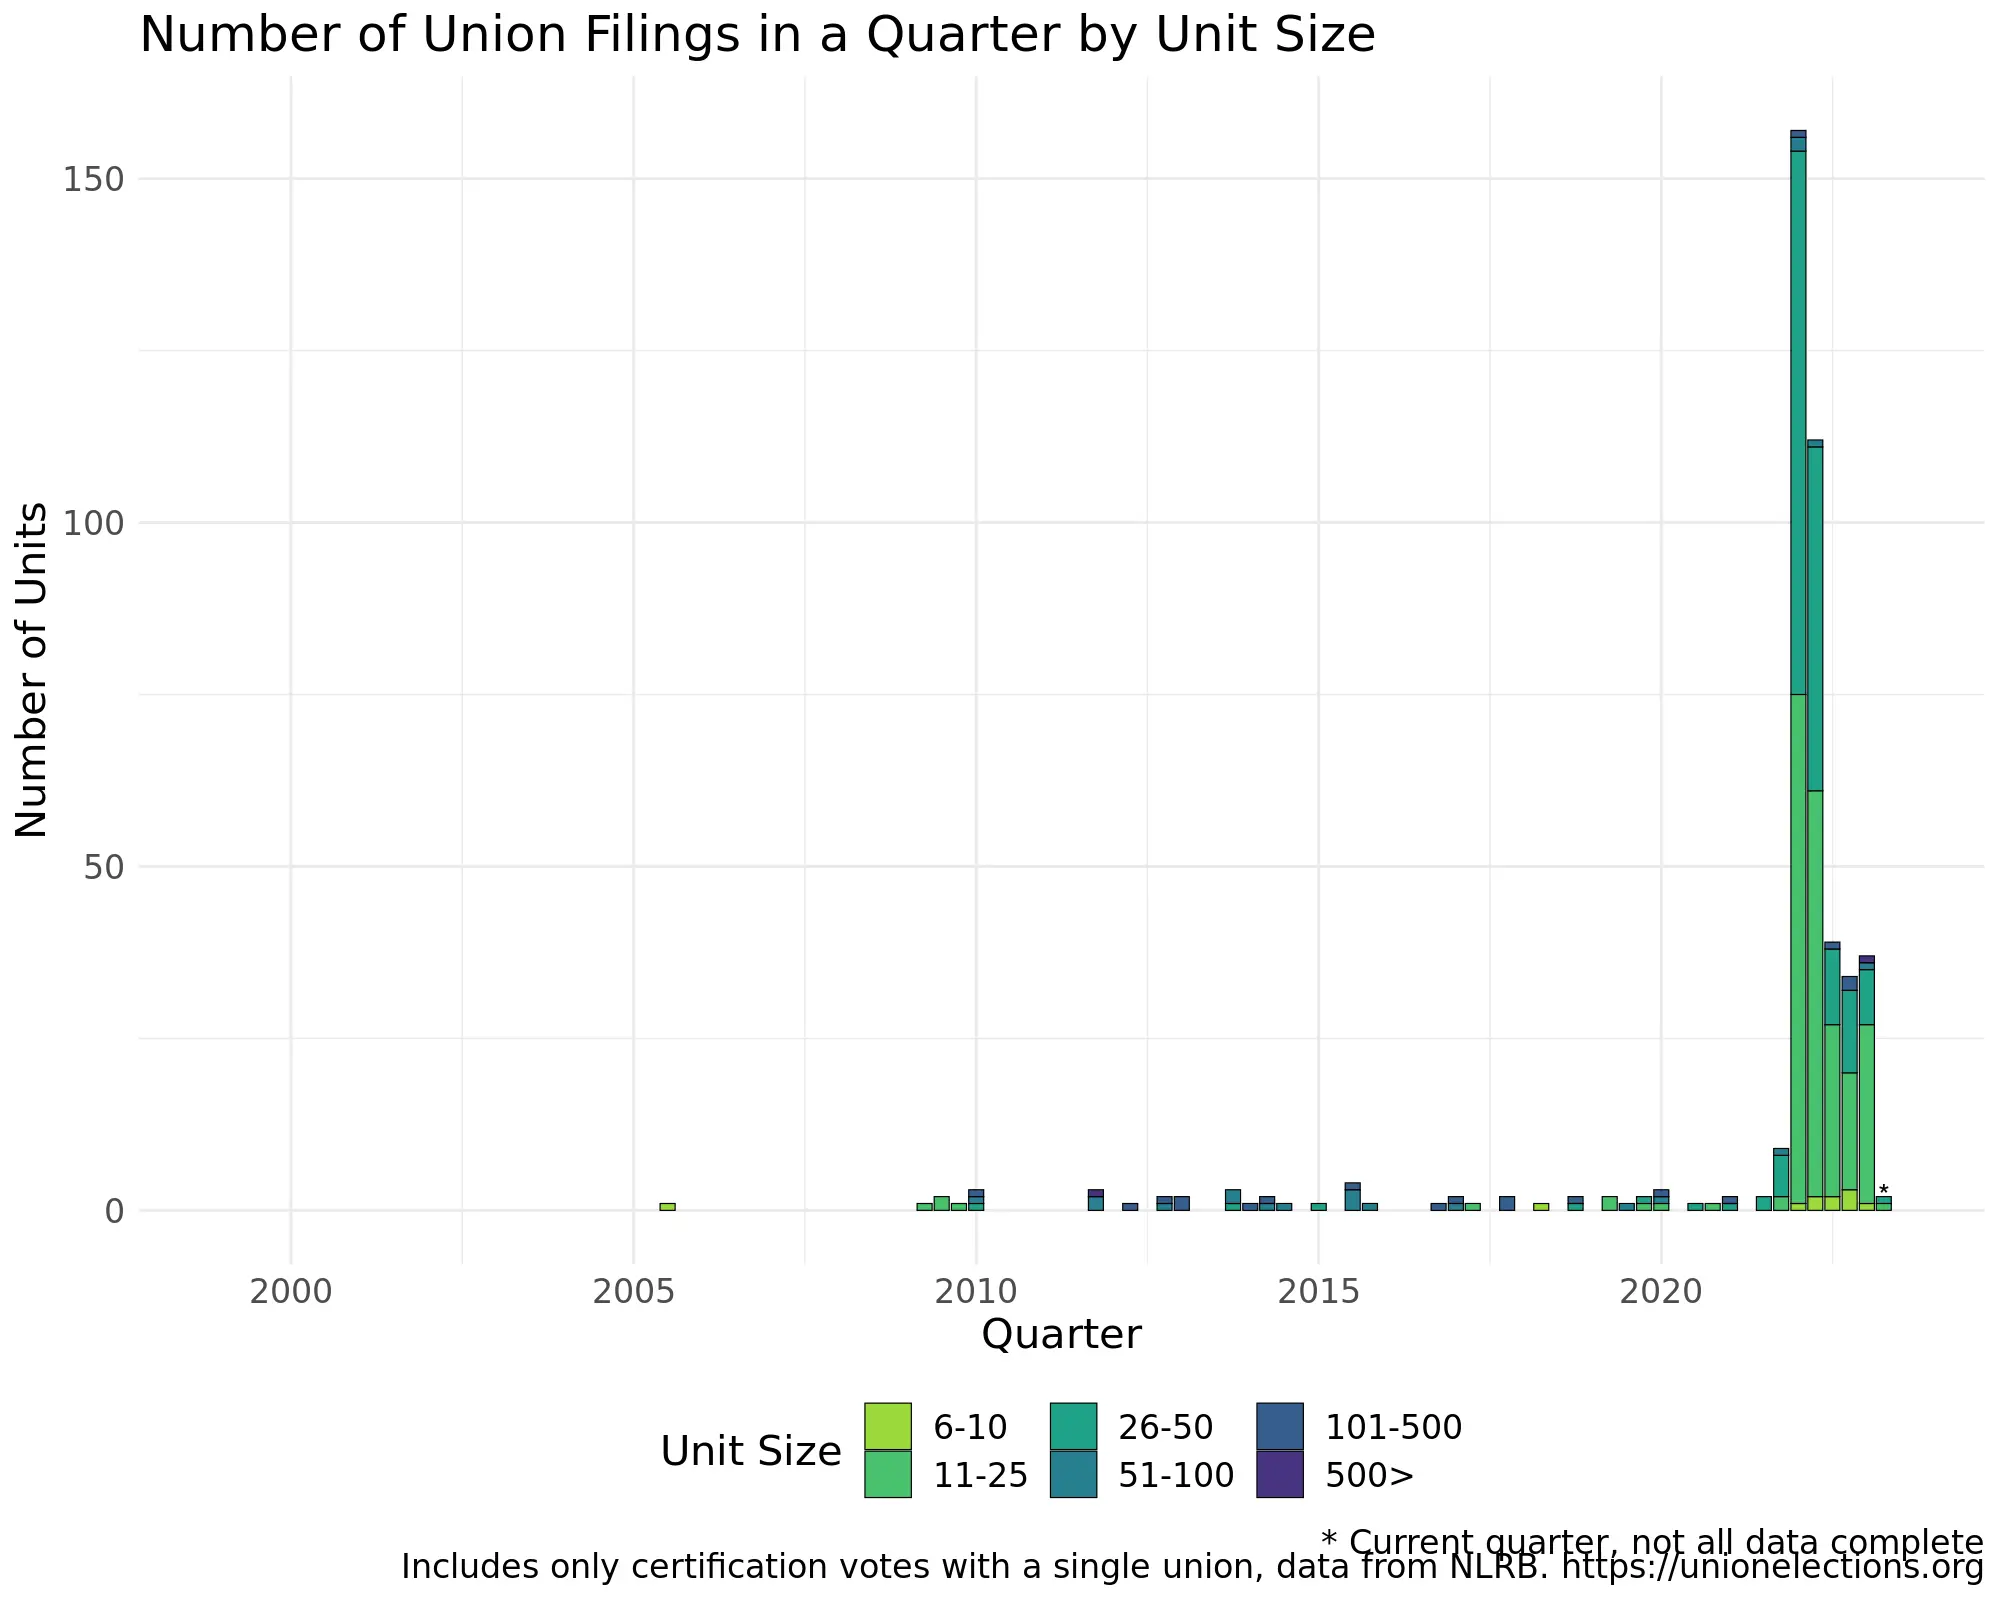 Number of Union Filings in a Quarter by Unit Size
Number of Units
150
100
50
0
*
2000 2005 2010 2015 2020
Quarter
Unit Size
6-10 26-50 101-500
11-25 51-100 500>
* Current quarter, not all data complete
Includes only certification votes with a single union, data from NLRB. https://unionelections.org